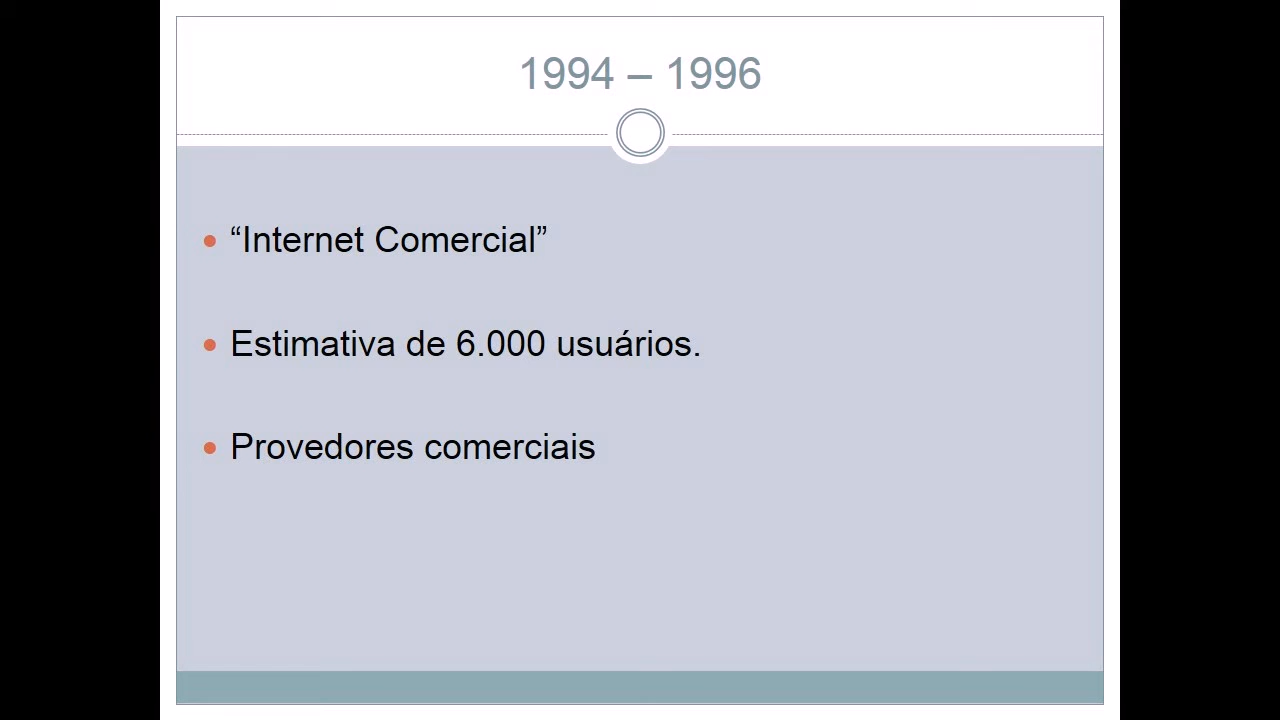 1994 – 1996
“Internet Comercial”
Estimativa de 6.000 usuários.
Provedores comerciais